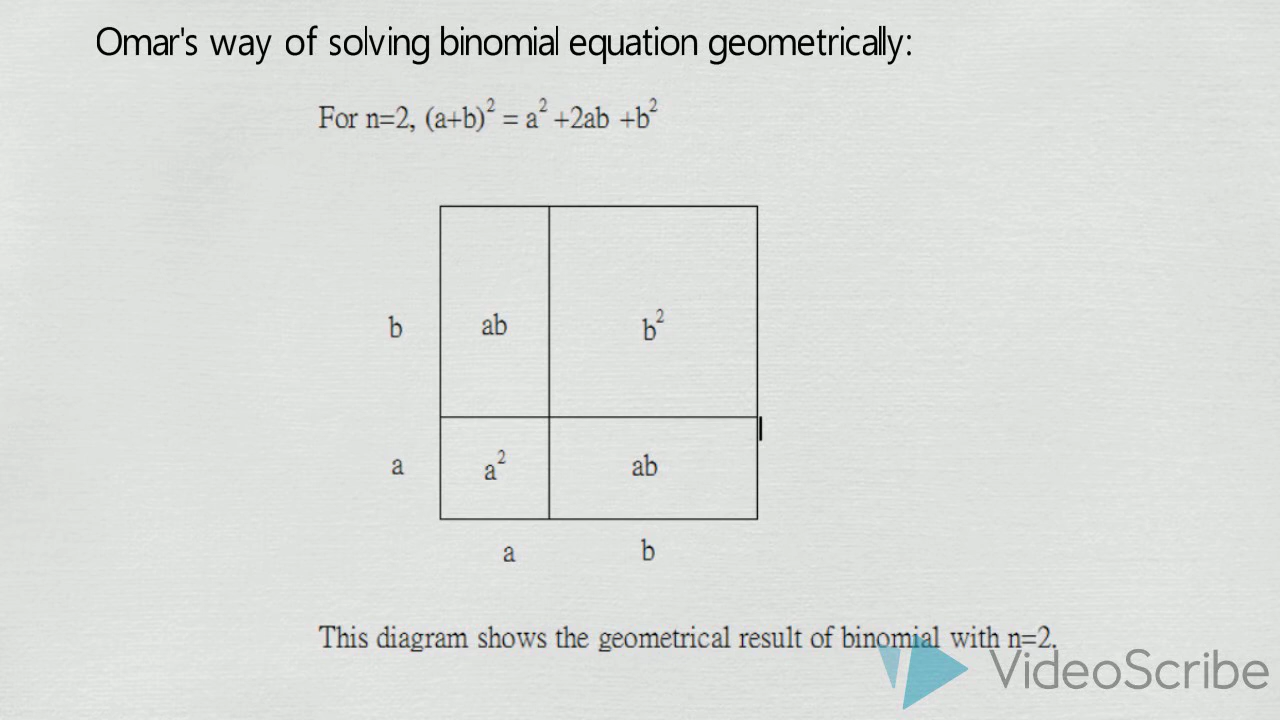 Omar's way of solving binomial equation geometrically:
For n=2, (a+b)² = a² +2ab +b²
b ab b²
a a² ab
a b
This diagram shows the geometrical result of binomial with n=2.
VideoScribe